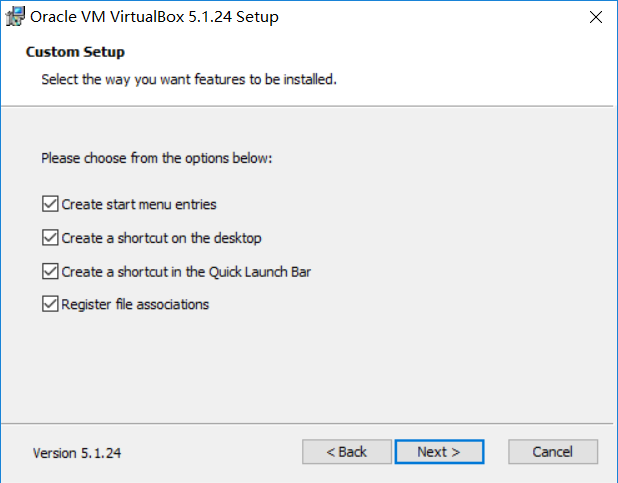 Oracle VM VirtualBox 5.1.24 Setup
Custom Setup
Select the way you want features to be installed.
Please choose from the options below:
Create start menu entries
Create a shortcut on the desktop
Create a shortcut in the Quick Launch Bar
Register file associations
Version 5.1.24
< Back
Next >
Cancel